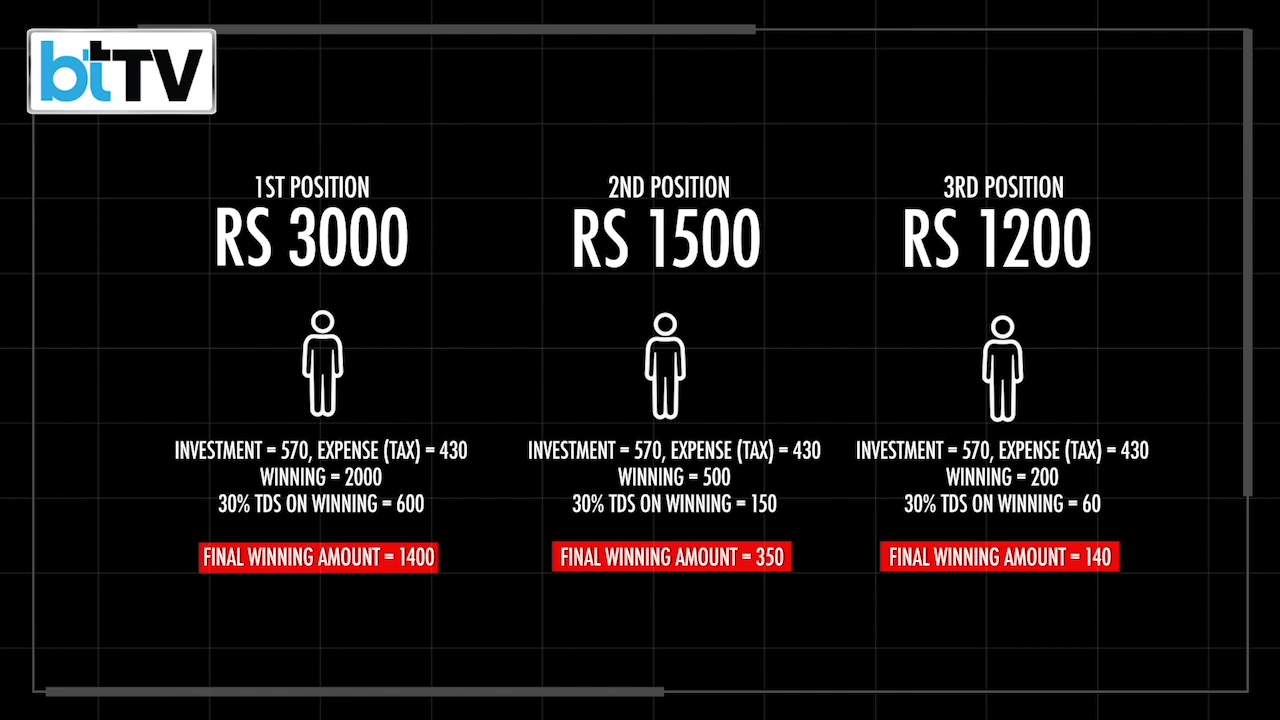 btTV
1ST POSITION
RS 3000
INVESTMENT = 570, EXPENSE (TAX) = 430
WINNING = 2000
30% TDS ON WINNING = 600
FINAL WINNING AMOUNT = 1400
2ND POSITION
RS 1500
INVESTMENT = 570, EXPENSE (TAX) = 430
WINNING = 500
30% TDS ON WINNING = 150
FINAL WINNING AMOUNT = 350
3RD POSITION
RS 1200
INVESTMENT = 570, EXPENSE (TAX) = 430
WINNING = 200
30% TDS ON WINNING = 60
FINAL WINNING AMOUNT = 140